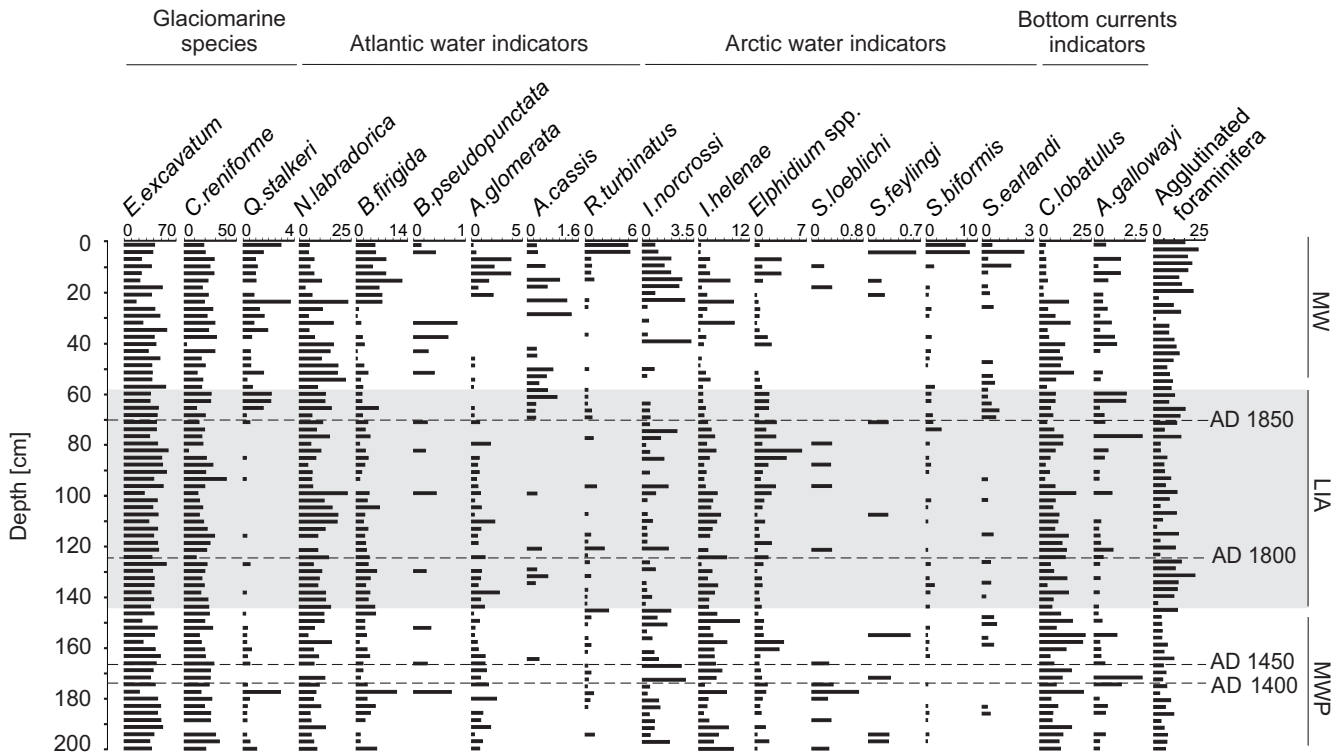 Glaciomarine
species
Atlantic water indicators
Arctic water indicators
Bottom currents
indicators
E.excavatum
C.reniforme
Q.stalkeri
N.labradorica
B.firigida
B.pseudopunctata
A.glomerata
A.cassis
R.turbinatus
I.norcrossi
I.helenae
Elphidium spp.
S.loeblichi
S.feylingi
S.biformis
S.earlandi
C.lobatulus
A.gallowayi
Agglutinated
foraminifera
0 70 0 50 0 4 0 25 0 14 0 1 0 5 0 1.6 0 6 0 3.5 0 12 0 7 0 0.8 0 0.7 0 10 0 3 0 25 0 2.5 0 25
0
20
40
60
80
100
120
140
160
180
200
Depth [cm]
AD 1850
AD 1800
AD 1450
AD 1400
MW
LIA
MWP